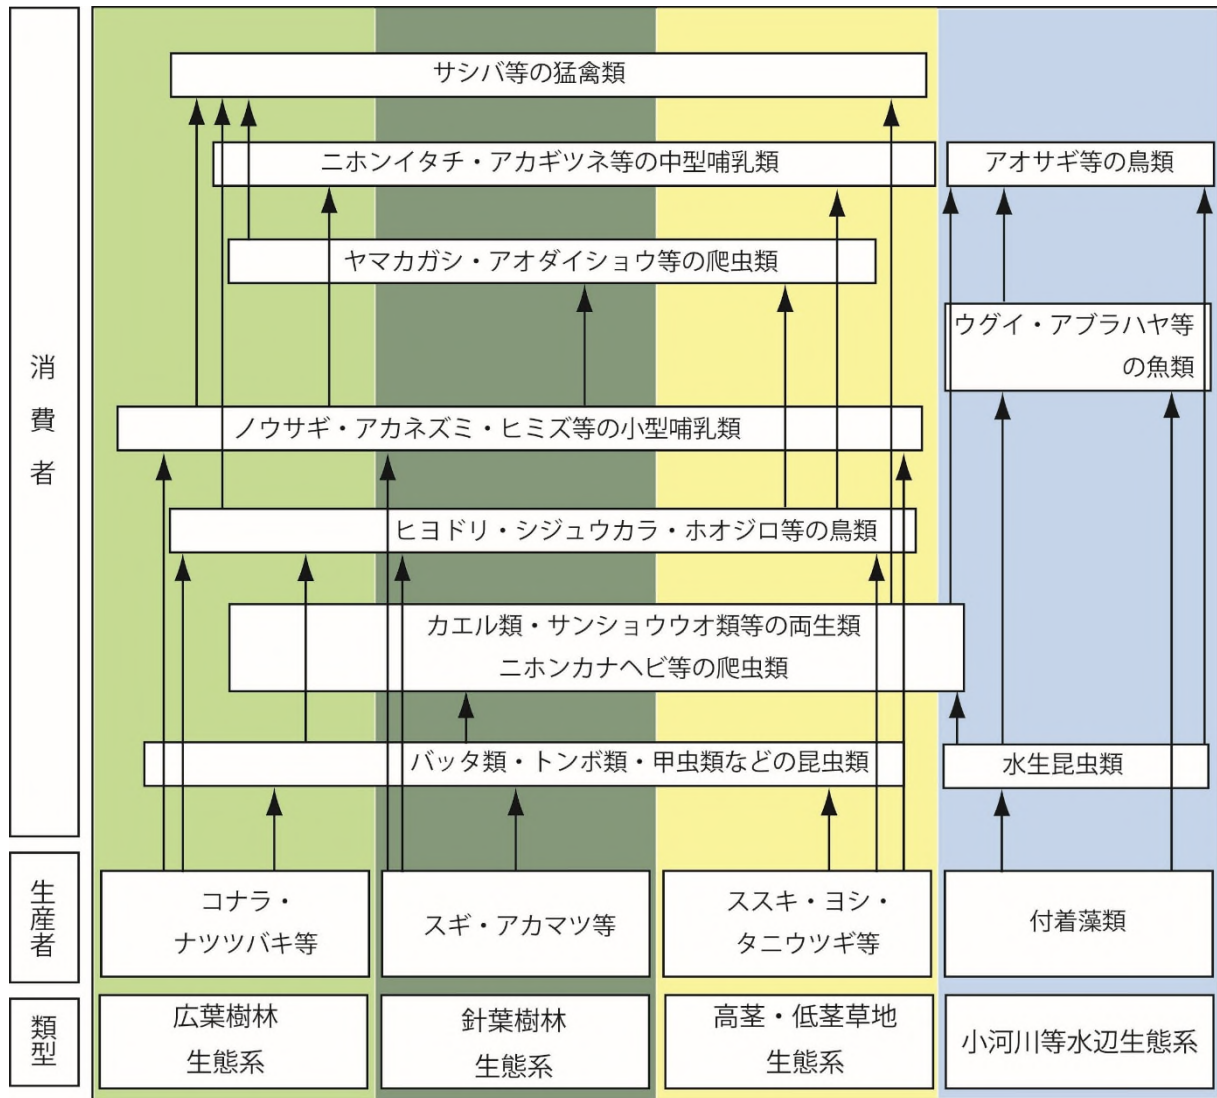 サシバ等の猛禽類
ニホンイタチ・アカギツネ等の中型哺乳類
アオサギ等の鳥類
ヤマカガシ・アオダイショウ等の爬虫類
ウグイ・アブラハヤ等
の魚類
消費者
ノウサギ・アカネズミ・ヒミズ等の小型哺乳類
ヒヨドリ・シジュウカラ・ホオジロ等の鳥類
カエル類・サンショウウオ類等の両生類
ニホンカナヘビ等の爬虫類
バッタ類・トンボ類・甲虫類などの昆虫類
水生昆虫類
生産者
コナラ・
ナツツバキ等
スギ・アカマツ等
ススキ・ヨシ・
タニウツギ等
付着藻類
類型
広葉樹林
生態系
針葉樹林
生態系
高茎・低茎草地
生態系
小河川等水辺生態系